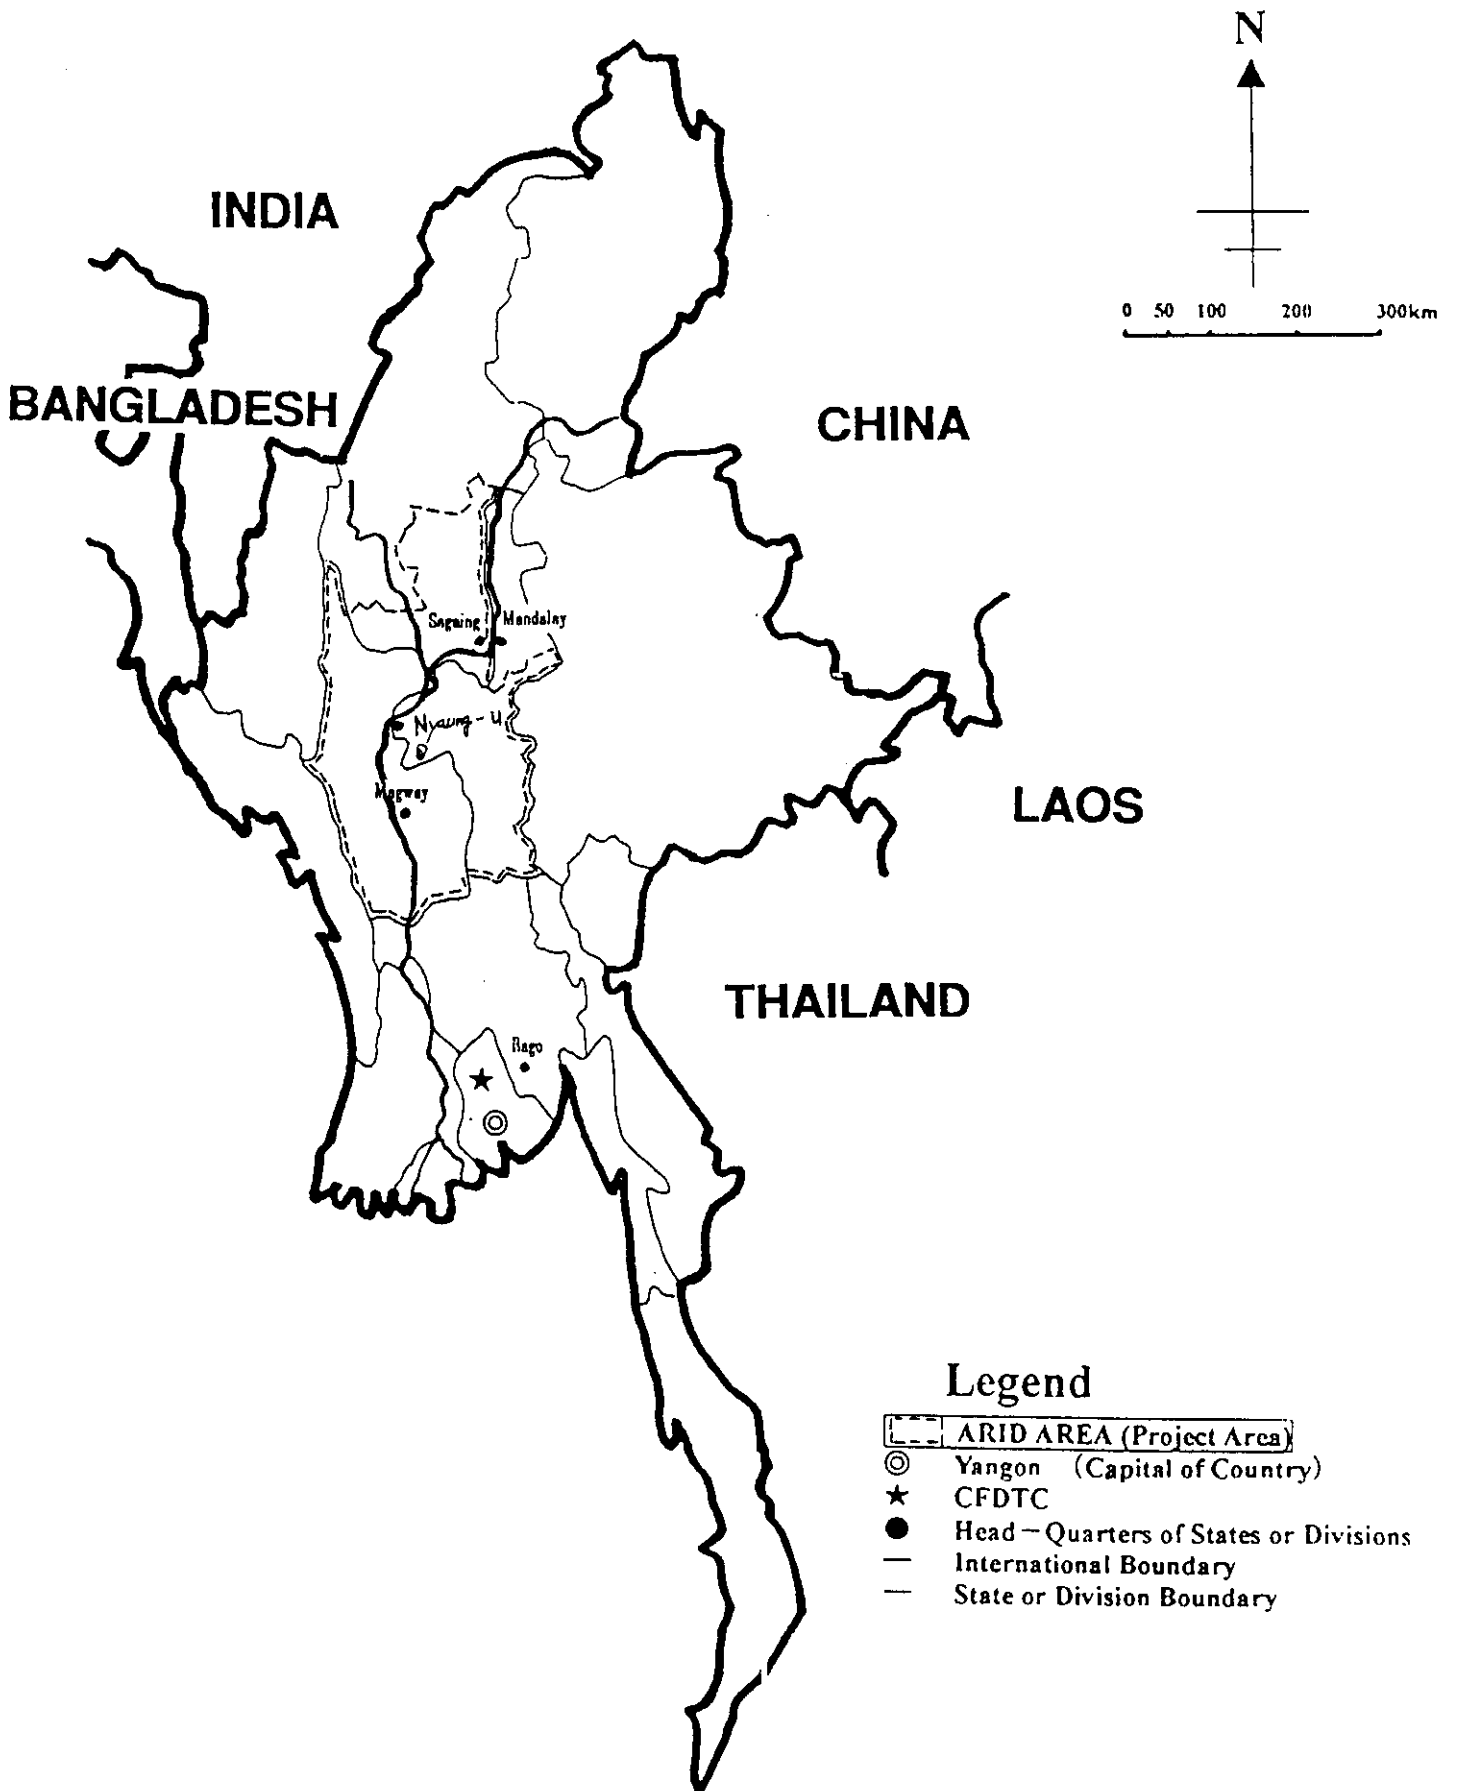 N
INDIA
0 50 100 200 300km
BANGLADESH
CHINA
Sagaing Mandalay
Nyaung-U
Magway
LAOS
THAILAND
Bago
Legend
ARID AREA (Project Area)
Yangon (Capital of Country)
CFDTC
Head-Quarters of States or Divisions
International Boundary
State or Division Boundary